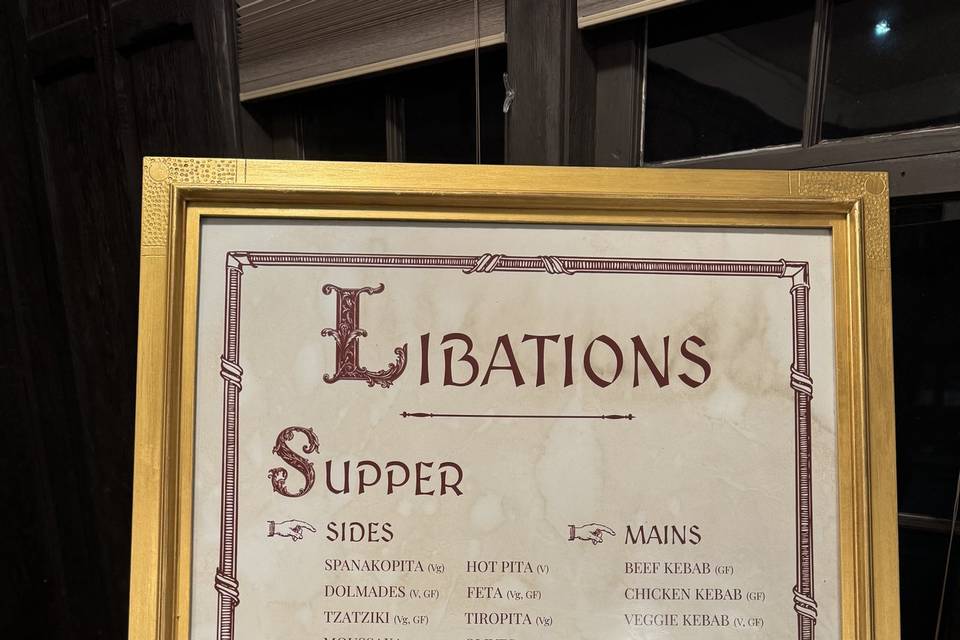 LIBATIONS
SUPPER
SIDES
SPANAKOPITA (Vg)
DOLMADES (V, GF)
TZATZIKI (Vg, GF)
HOT PITA (V)
FETA (Vg, GF)
TIROPITA (Vg)
MAINS
BEEF KEBAB (GF)
CHICKEN KEBAB (GF)
VEGGIE KEBAB (V, GF)